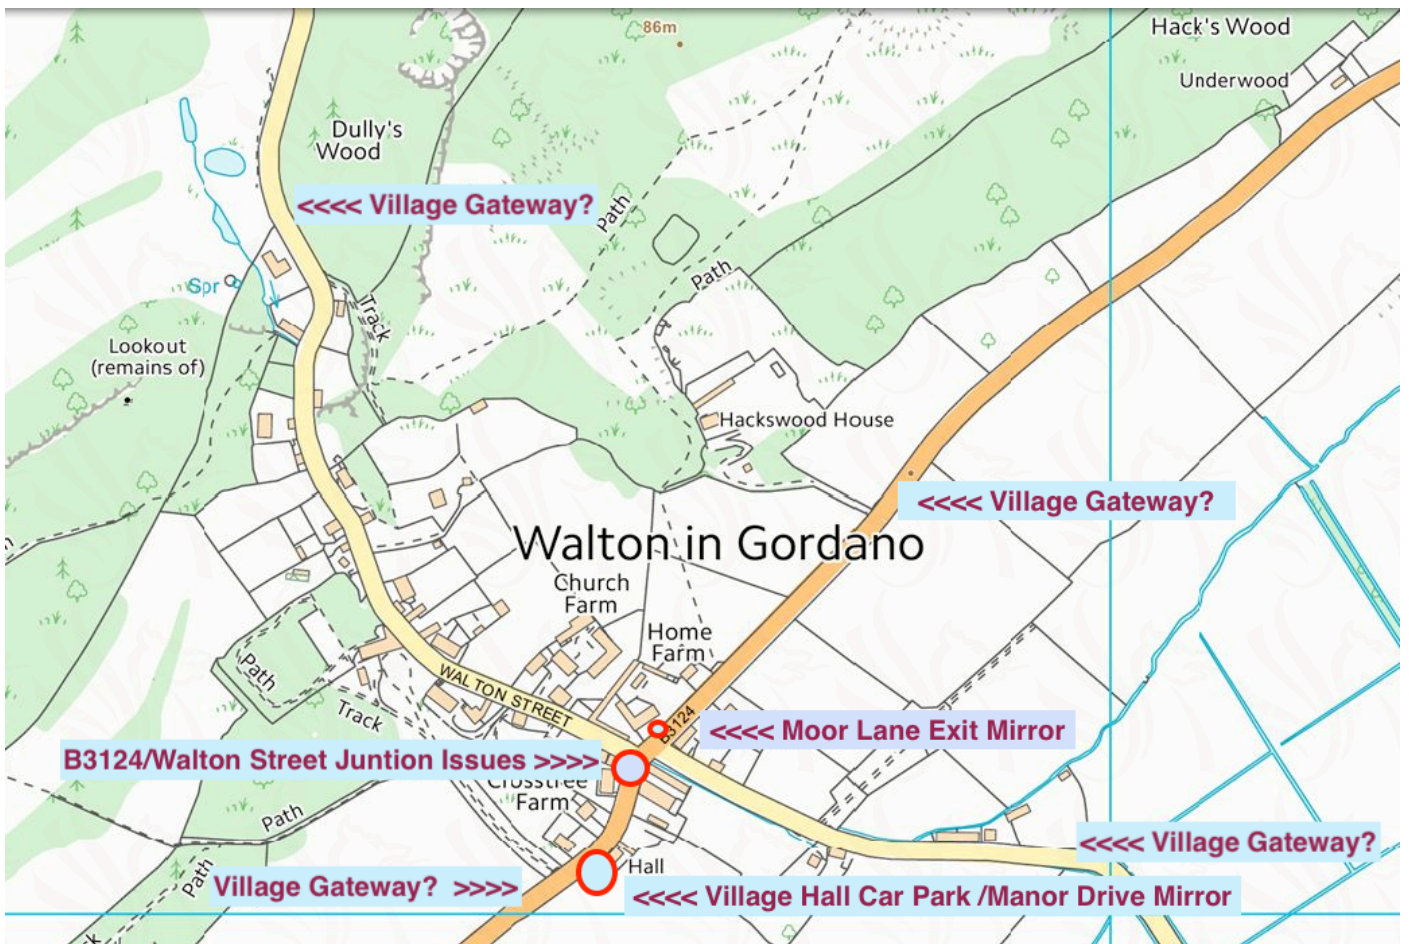 86m
Hack's Wood
Underwood
Dully's
Wood
<<<< Village Gateway?
Path
Spr
Track
Path
Lookout
(remains of)
Hackswood House
<<<< Village Gateway?
Walton in Gordano
Church
Farm
Home
Farm
Path
WALTON STREET
Track
B3124
<<<< Moor Lane Exit Mirror
B3124/Walton Street Juntion Issues >>>>
Crosstree
Farm
Path
<<<< Village Gateway?
Hall
Path
Village Gateway? >>>>
<<<< Village Hall Car Park /Manor Drive Mirror